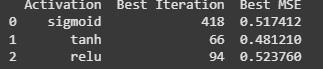 Activation Best Iteration Best MSE
0 sigmoid 418 0.517412
1 tanh 66 0.481210
2 relu 94 0.523760